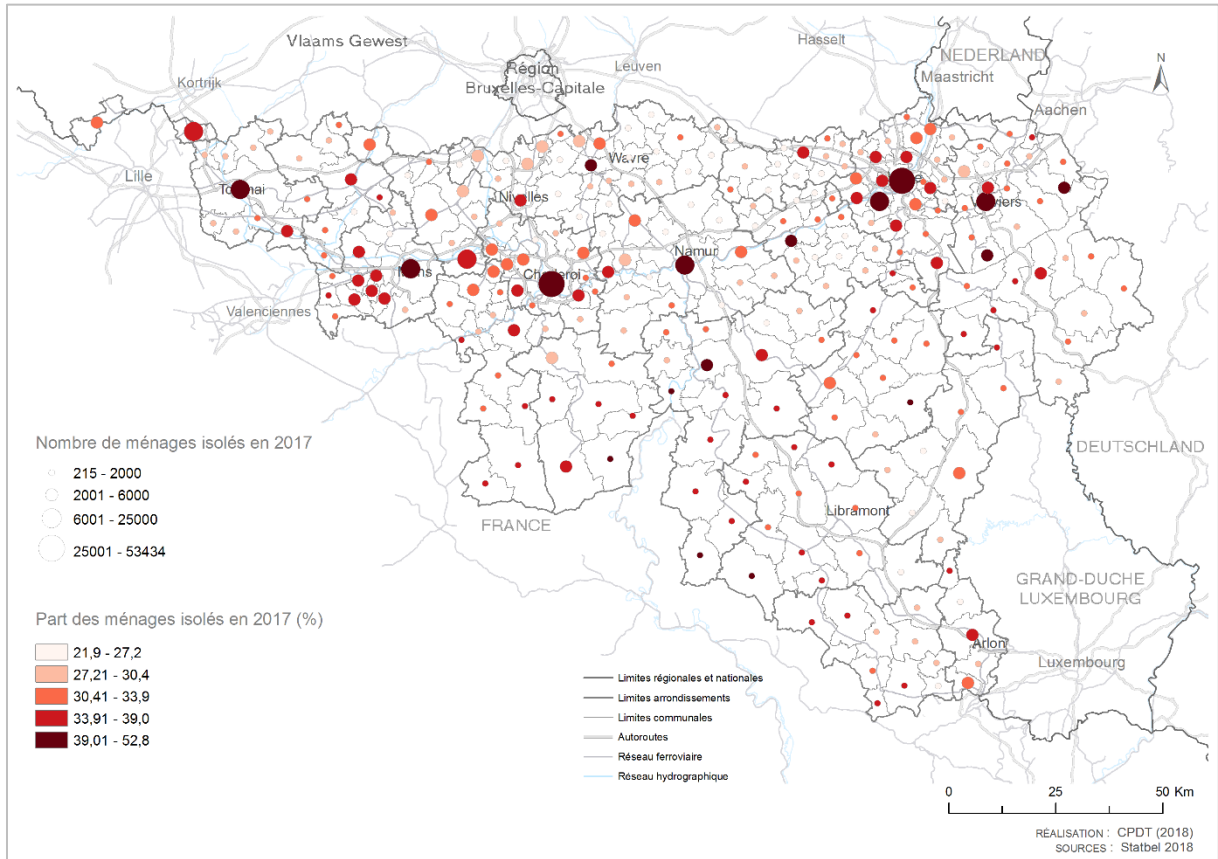 Vlaams Gewest
Hasselt
NEDERLAND
Maastricht
Kortrijk
Région
Bruxelles-Capitale
Leuven
Aachen
N
Lille
Wavre
Nivelles
Namur
Valenciennes
Nombre de ménages isolés en 2017
215 - 2000
2001 - 6000
6001 - 25000
25001 - 53434
DEUTSCHLAND
FRANCE
Libramont
GRAND-DUCHE
LUXEMBOURG
Part des ménages isolés en 2017 (%)
21,9 - 27,2
27,21 - 30,4
30,41 - 33,9
33,91 - 39,0
39,01 - 52,8
Arlon
Luxembourg
Limites régionales et nationales
Limites arrondissements
Limites communales
Autoroutes
Réseau ferroviaire
Réseau hydrographique
0 25 50 Km
RÉALISATION : CPDT (2018)
SOURCES : Statbel 2018